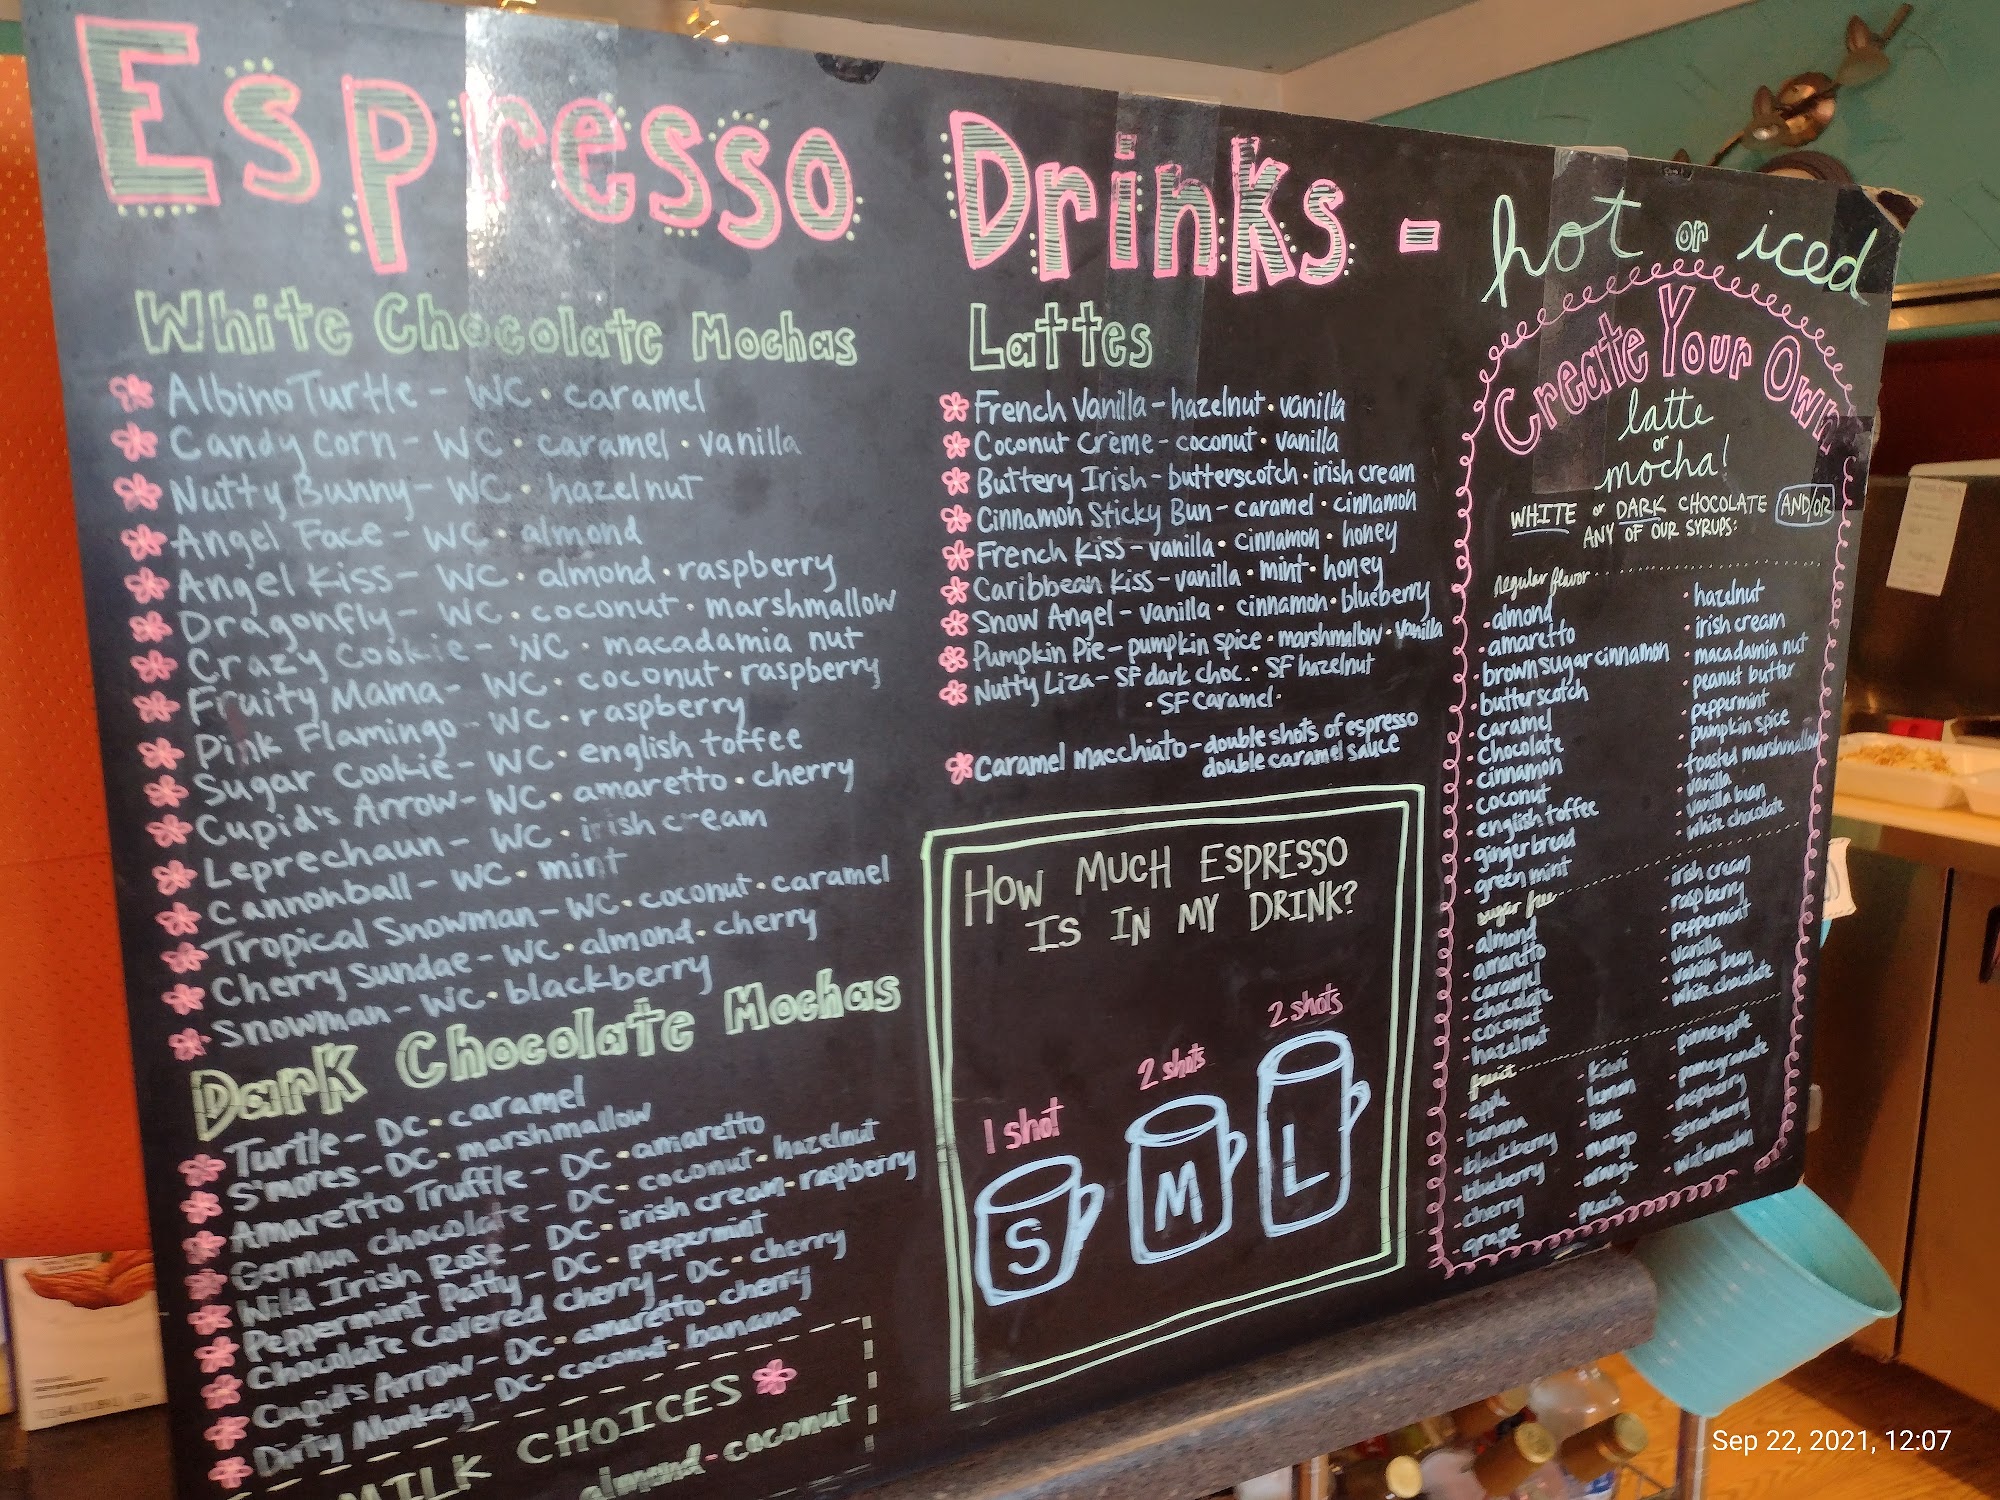 Espresso Drinks - hot or iced
White Chocolate Mochas
Albino Turtle - WC · caramel
Candy Corn - WC · caramel · vanilla
Nutty Bunny - WC · hazelnut
Angel Face - WC · almond
Angel Kiss - WC · almond · raspberry
Dragonfly - WC · coconut · marshmallow
Crazy Cookie - WC · macadamia nut
Fruity Mama - WC · coconut · raspberry
Pink Flamingo - WC · raspberry
Sugar Cookie - WC · english toffee
Cupid's Arrow - WC · amaretto · cherry
Leprechaun - WC · irish cream
Cannonball - WC · mint
Tropical Snowman - WC · coconut · caramel
Cherry Sundae - WC · almond · cherry
Snowman - WC · blackberry
Dark Chocolate Mochas
Turtle - DC · caramel
S'mores - DC · marshmallow
Amaretto Truffle - DC · amaretto
German Chocolate - DC · coconut · hazelnut
Wild Irish Rose - DC · irish cream · raspberry
Peppermint Patty - DC · peppermint
Chocolate Covered Cherry - DC · cherry
Cupid's Arrow - DC · amaretto · cherry
Dirty Monkey - DC · coconut · banana
MILK CHOICES
almond · coconut
Lattes
French Vanilla - hazelnut · vanilla
Coconut Crème - coconut · vanilla
Buttery Irish - butterscotch · irish cream
Cinnamon Sticky Bun - caramel · cinnamon
French Kiss - vanilla · cinnamon · honey
Caribbean Kiss - vanilla · mint · honey
Snow Angel - vanilla · cinnamon · blueberry
Pumpkin Pie - pumpkin spice · marshmallow · vanilla
Nutty Liza - SF dark choc. · SF hazelnut
· SF caramel ·
Caramel Macchiato - double shots of espresso
double caramel sauce
HOW MUCH ESPRESSO
IS IN MY DRINK?
1 shot
2 shots
2 shots
S
M
L
Create Your Own
latte
or
mocha!
WHITE or DARK CHOCOLATE AND/OR
ANY OF OUR SYRUPS:
regular flavor
· almond
· amaretto
· brown sugar cinnamon
· butterscotch
· caramel
· chocolate
· cinnamon
· coconut
· english toffee
· gingerbread
· green mint
· hazelnut
· irish cream
· macadamia nut
· peanut butter
· peppermint
· pumpkin spice
· toasted marshmallow
· vanilla
· vanilla bean
· white chocolate
sugar free
· almond
· amaretto
· caramel
· chocolate
· coconut
· hazelnut
· irish cream
· raspberry
· peppermint
· vanilla
· vanilla bean
· white chocolate
fruit
· apple
· banana
· blackberry
· blueberry
· cherry
· grape
· kiwi
· lemon
· lime
· mango
· orange
· peach
· pinneapple
· pomegranate
· raspberry
· strawberry
· watermelon
Sep 22, 2021, 12:07